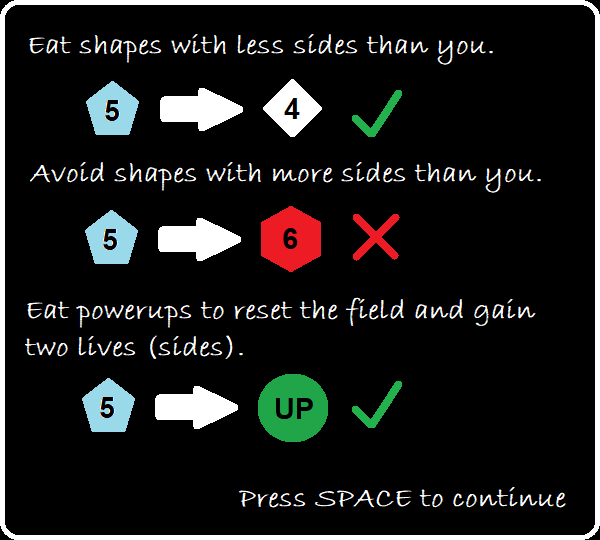 Eat shapes with less sides than you.
5 4
Avoid shapes with more sides than you.
5 6
Eat powerups to reset the field and gain
two lives (sides).
5 UP
Press SPACE to continue